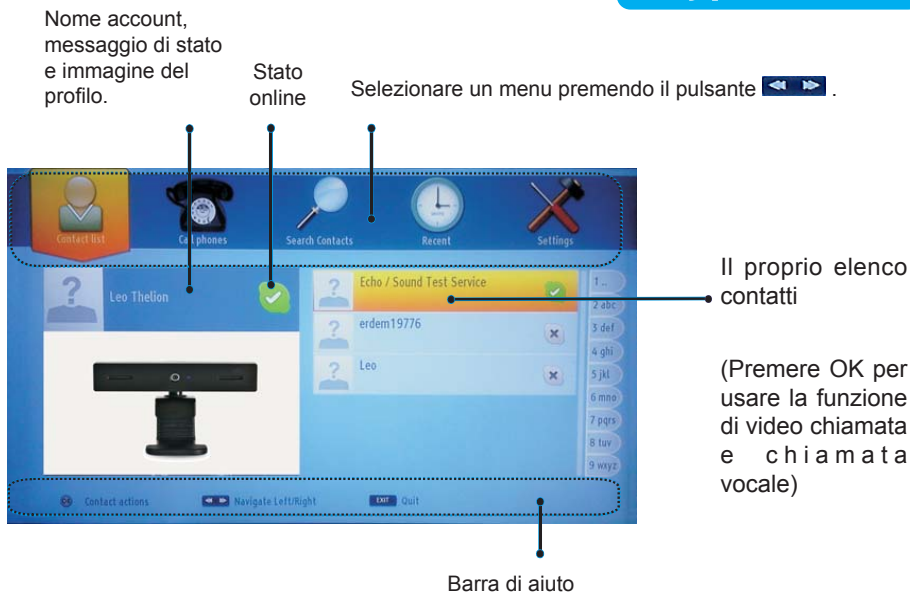 Nome account,
messaggio di stato
e immagine del
profilo.
Stato
online
Selezionare un menu premendo il pulsante .
Contact list
Call phones
Search Contacts
Recent
Settings
Leo Thelion
Echo / Sound Test Service
erdem19776
Leo
1 ..
2 abc
3 def
4 ghi
5 jkl
6 mno
7 pqrs
8 tuv
9 wxyz
Il proprio elenco
contatti
(Premere OK per
usare la funzione
di video chiamata
e chiamata
vocale)
Contact actions
Navigate Left/Right
EXIT Quit
Barra di aiuto